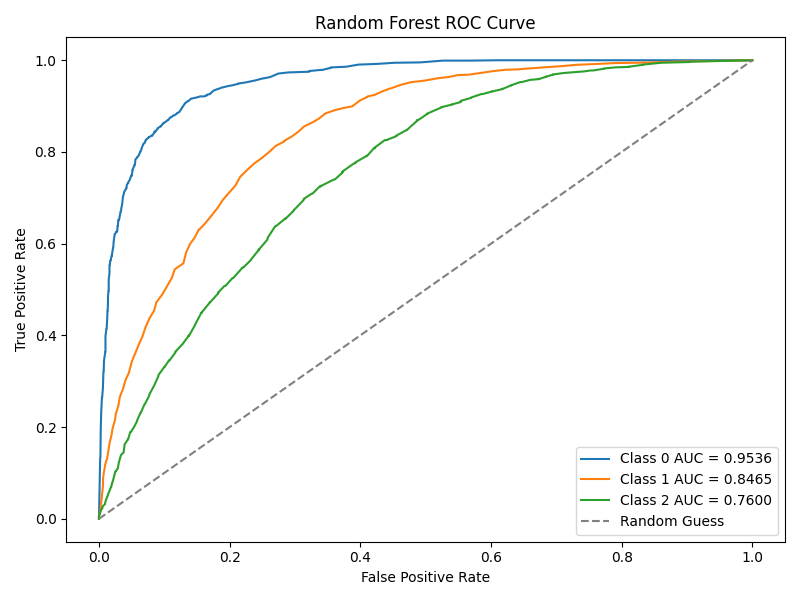 Random Forest ROC Curve
True Positive Rate
1.0
0.8
0.6
0.4
0.2
0.0
Class 0 AUC = 0.9536
Class 1 AUC = 0.8465
Class 2 AUC = 0.7600
Random Guess
0.0 0.2 0.4 0.6 0.8 1.0
False Positive Rate